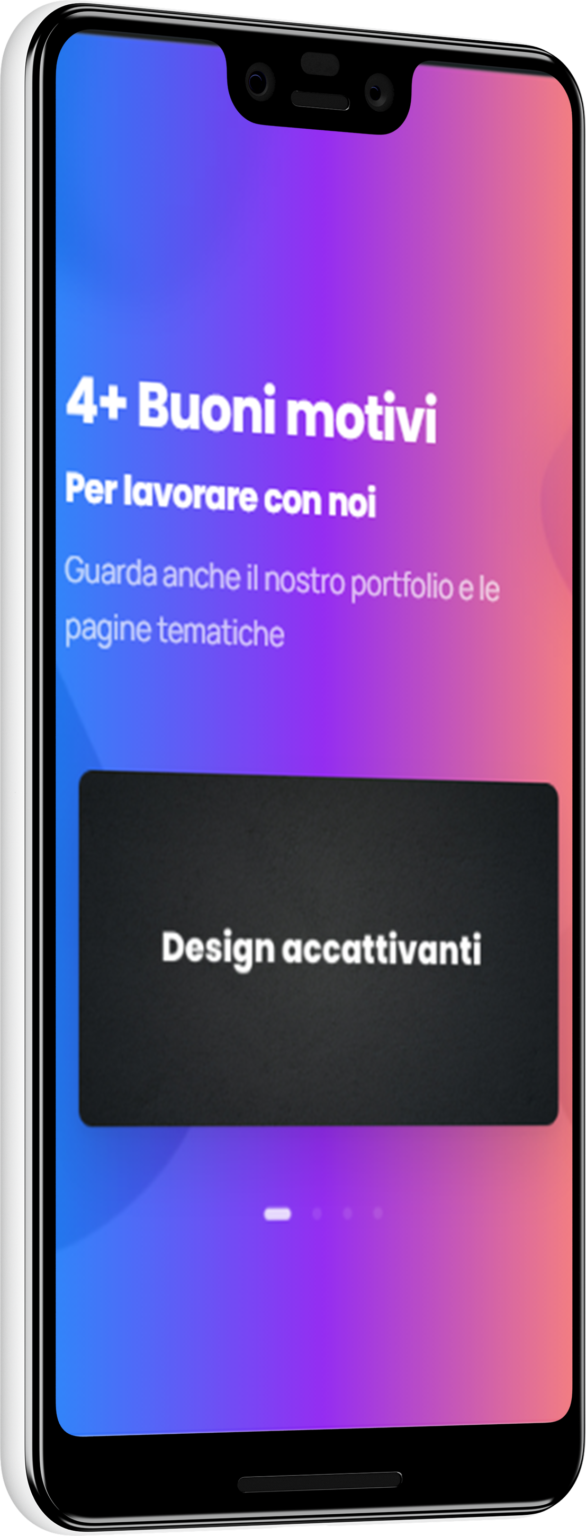 4+ Buoni motivi
Per lavorare con noi
Guarda anche il nostro portfolio e le
pagine tematiche
Design accattivanti